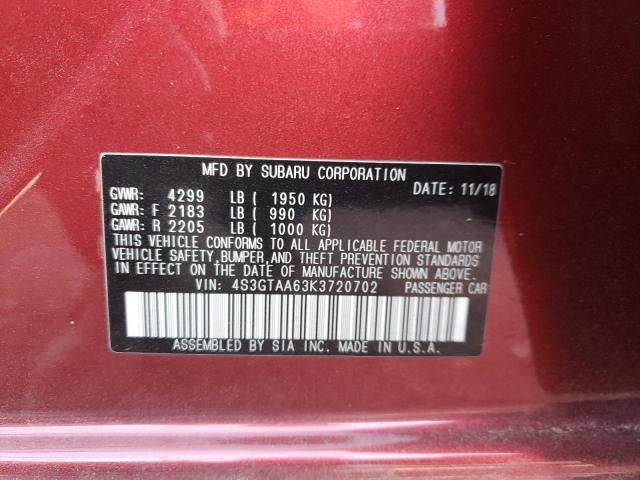 MFD BY SUBARU CORPORATION
DATE: 11/18
GVWR: 4299 LB ( 1950 KG)
GAWR: F 2183 LB ( 990 KG)
GAWR: R 2205 LB ( 1000 KG)
THIS VEHICLE CONFORMS TO ALL APPLICABLE FEDERAL MOTOR
VEHICLE SAFETY,BUMPER,AND THEFT PREVENTION STANDARDS
IN EFFECT ON THE DATE OF MANUFACTURE SHOWN ABOVE.
VIN: 4S3GTAA63K3720702 PASSENGER CAR
ASSEMBLED BY SIA INC. MADE IN U.S.A.